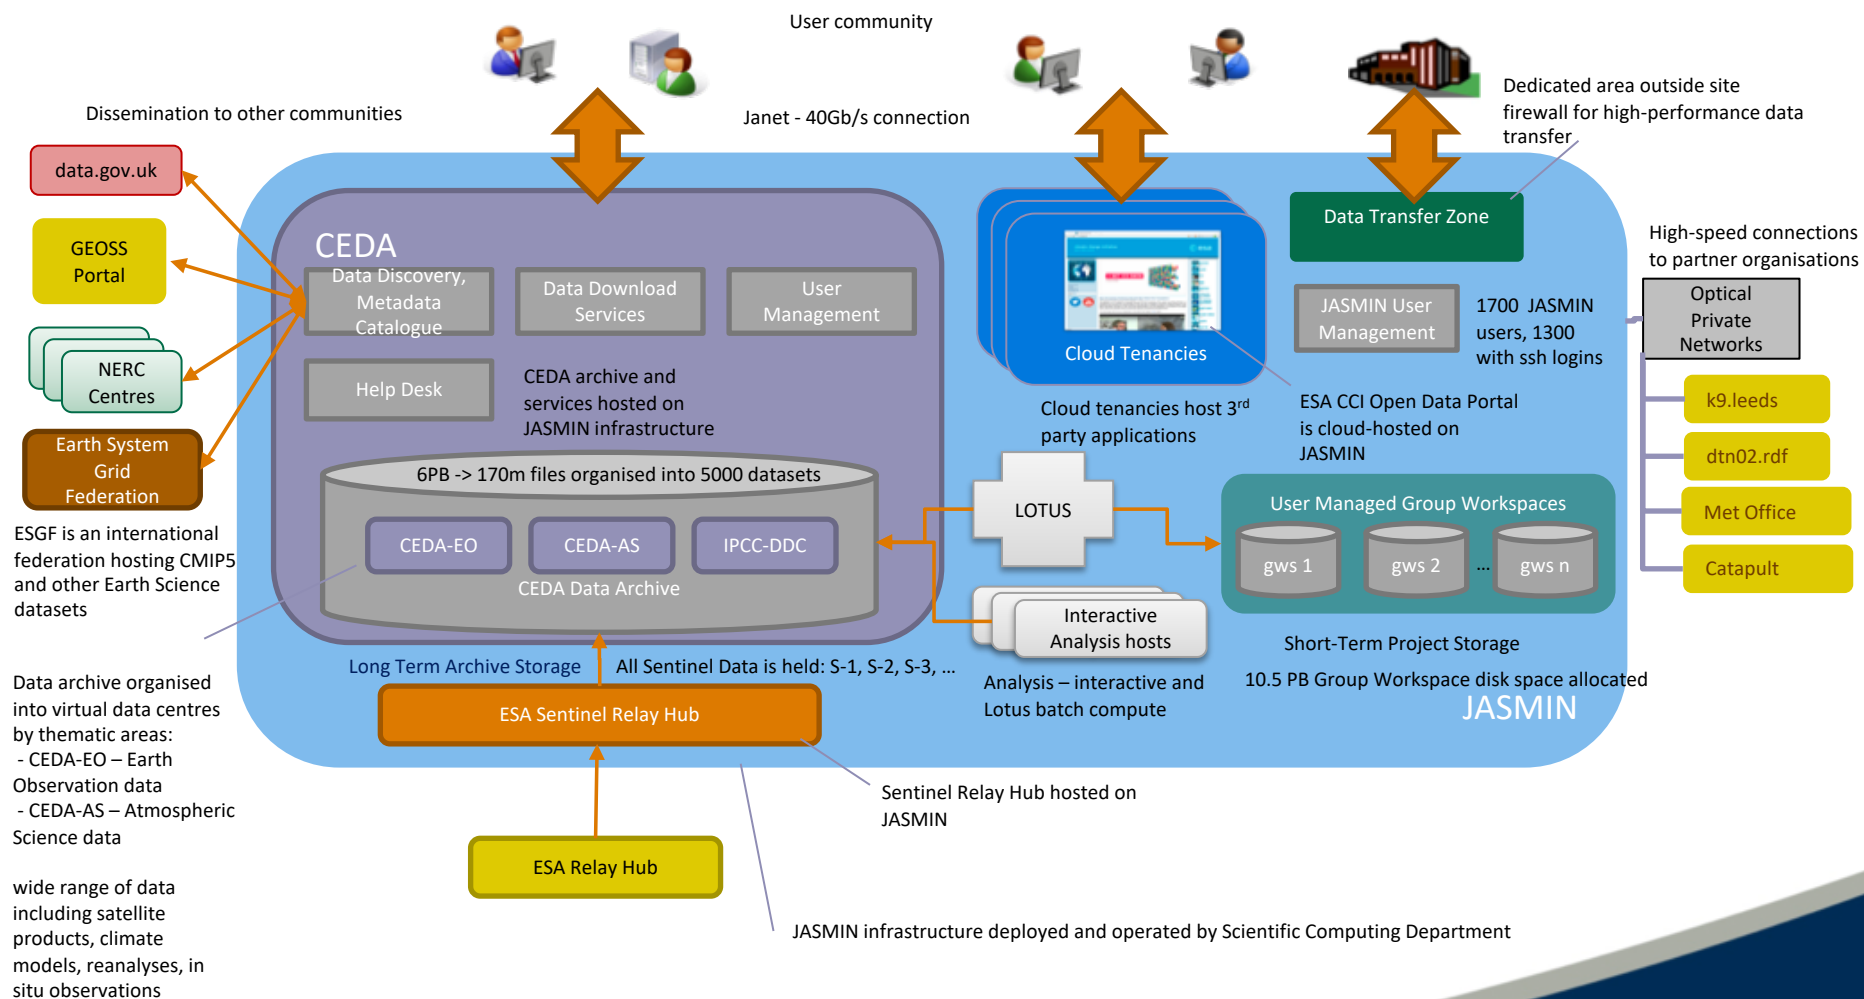 User community
Dissemination to other communities
Janet - 40Gb/s connection
Dedicated area outside site
firewall for high-performance data
transfer
data.gov.uk
GEOSS
Portal
NERC
Centres
Earth System
Grid
Federation
ESGF is an international
federation hosting CMIP5
and other Earth Science
datasets
Data archive organised
into virtual data centres
by thematic areas:
- CEDA-EO – Earth
Observation data
- CEDA-AS – Atmospheric
Science data
wide range of data
including satellite
products, climate
models, reanalyses, in
situ observations
CEDA
Data Discovery,
Metadata
Catalogue
Data Download
Services
User
Management
Help Desk
CEDA archive and
services hosted on
JASMIN infrastructure
6PB -> 170m files organised into 5000 datasets
CEDA-EO
CEDA-AS
IPCC-DDC
CEDA Data Archive
Long Term Archive Storage
All Sentinel Data is held: S-1, S-2, S-3, ...
ESA Sentinel Relay Hub
ESA Relay Hub
Sentinel Relay Hub hosted on
JASMIN
JASMIN infrastructure deployed and operated by Scientific Computing Department
Cloud Tenancies
Cloud tenancies host 3rd
party applications
LOTUS
Interactive
Analysis hosts
Analysis – interactive and
Lotus batch compute
Data Transfer Zone
JASMIN User
Management
1700 JASMIN
users, 1300
with ssh logins
ESA CCI Open Data Portal
is cloud-hosted on
JASMIN
User Managed Group Workspaces
gws 1
gws 2
...
gws n
Short-Term Project Storage
10.5 PB Group Workspace disk space allocated
JASMIN
High-speed connections
to partner organisations
Optical
Private
Networks
k9.leeds
dtn02.rdf
Met Office
Catapult